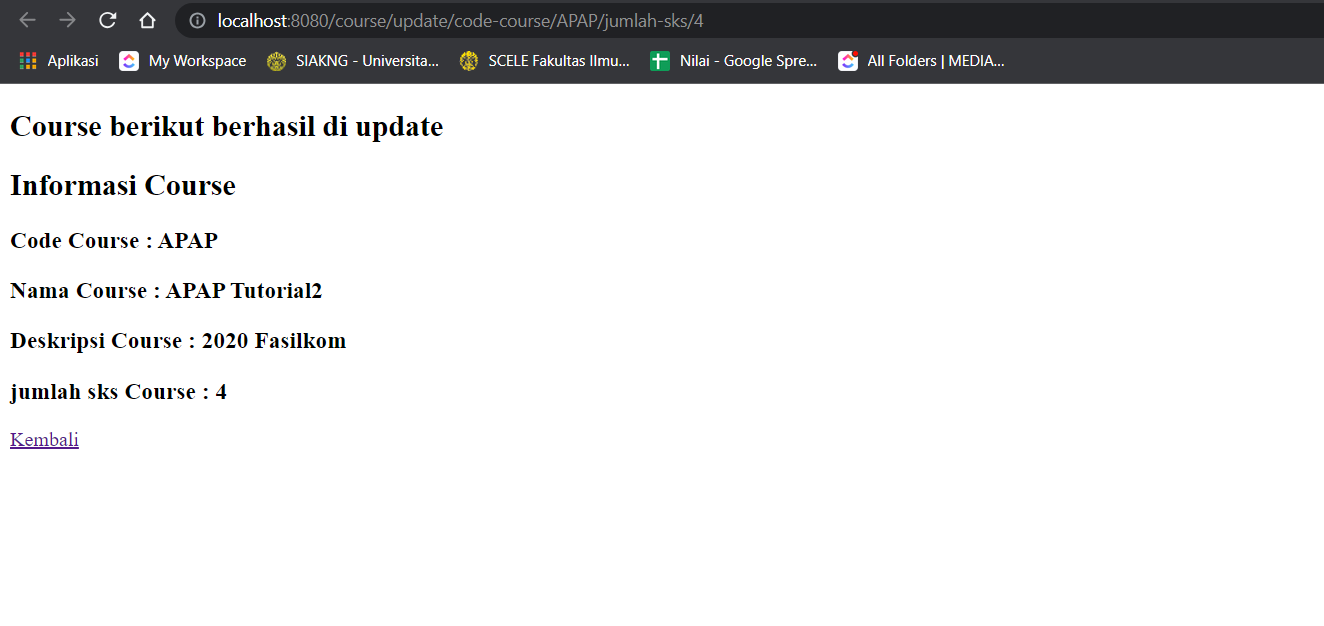 localhost:8080/course/update/code-course/APAP/jumlah-sks/4
Aplikasi My Workspace SIAKNG - Universita... SCELE Fakultas Ilmu... Nilai - Google Spre... All Folders | MEDIA...
Course berikut berhasil di update
Informasi Course
Code Course : APAP
Nama Course : APAP Tutorial2
Deskripsi Course : 2020 Fasilkom
jumlah sks Course : 4
Kembali